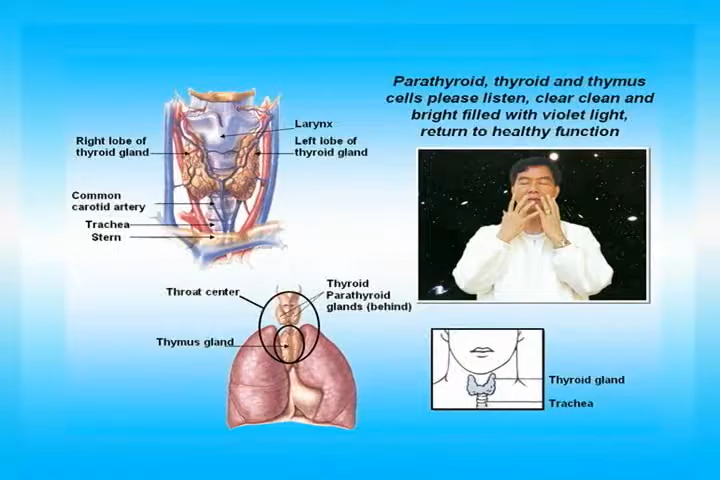 Parathyroid, thyroid and thymus
cells please listen, clear clean and
bright filled with violet light,
return to healthy function
Larynx
Right lobe of
thyroid gland
Left lobe of
thyroid gland
Common
carotid artery
Trachea
Stern
Throat center
Thyroid
Parathyroid
glands (behind)
Thymus gland
Thyroid gland
Trachea